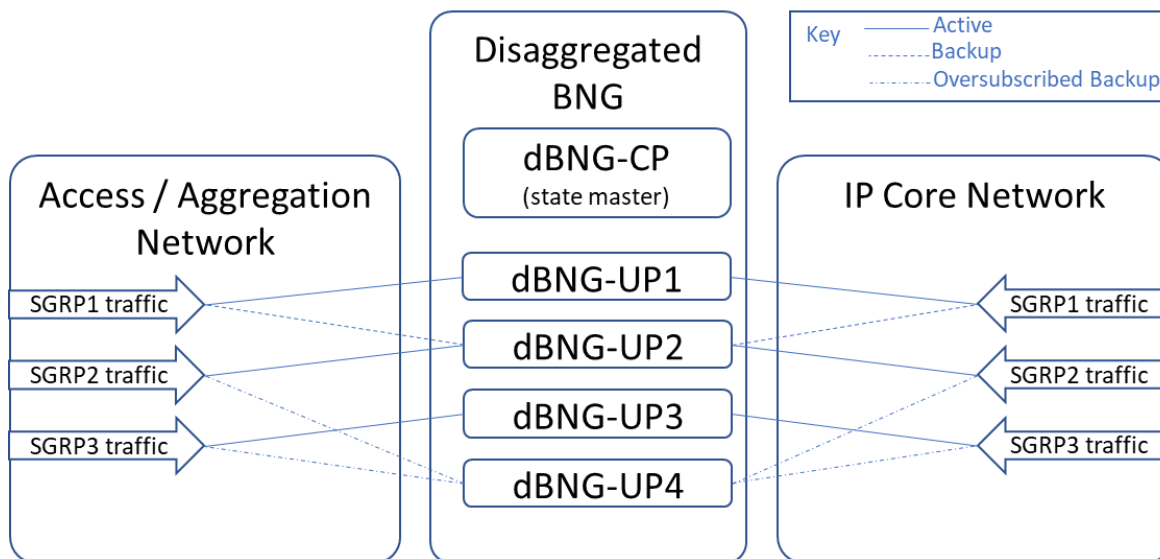 Disaggregated
BNG
Key
Active
Backup
Oversubscribed Backup
dBNG-CP
(state master)
Access / Aggregation
Network
IP Core Network
dBNG-UP1
SGRP1 traffic
SGRP1 traffic
dBNG-UP2
SGRP2 traffic
SGRP2 traffic
dBNG-UP3
SGRP3 traffic
SGRP3 traffic
dBNG-UP4